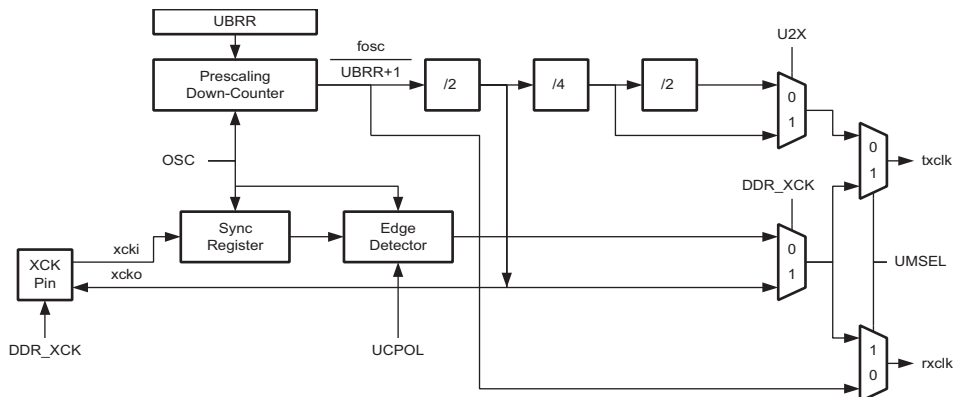 UBRR
fosc
U2X
Prescaling
Down-Counter
UBRR+1
/2
/4
/2
0
1
OSC
0
1
txclk
DDR_XCK
Sync
Register
Edge
Detector
xcki
0
1
XCK
Pin
xcko
UMSEL
DDR_XCK
UCPOL
1
0
rxclk